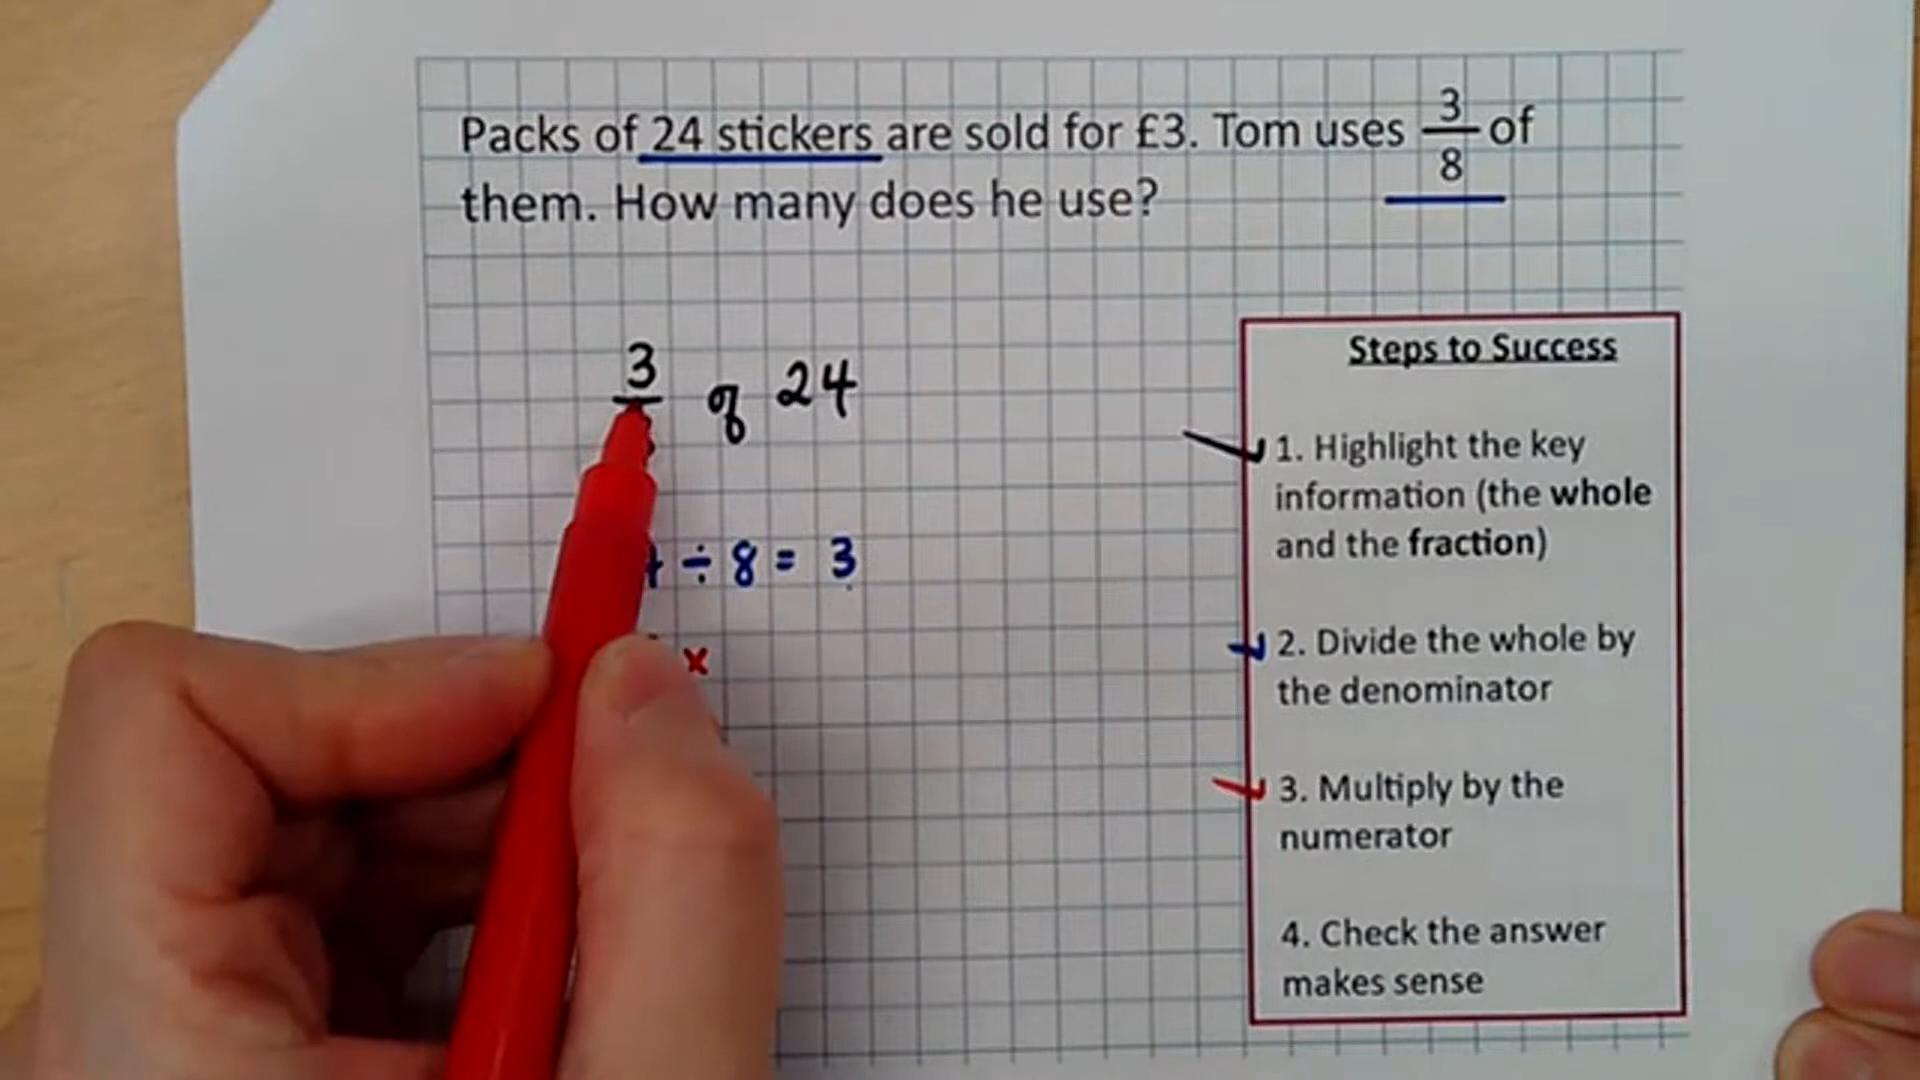 Packs of 24 stickers are sold for £3. Tom uses 3/8 of
them. How many does he use?
3/ of 24
÷ 8 = 3
x
Steps to Success
1. Highlight the key
information (the whole
and the fraction)
2. Divide the whole by
the denominator
3. Multiply by the
numerator
4. Check the answer
makes sense